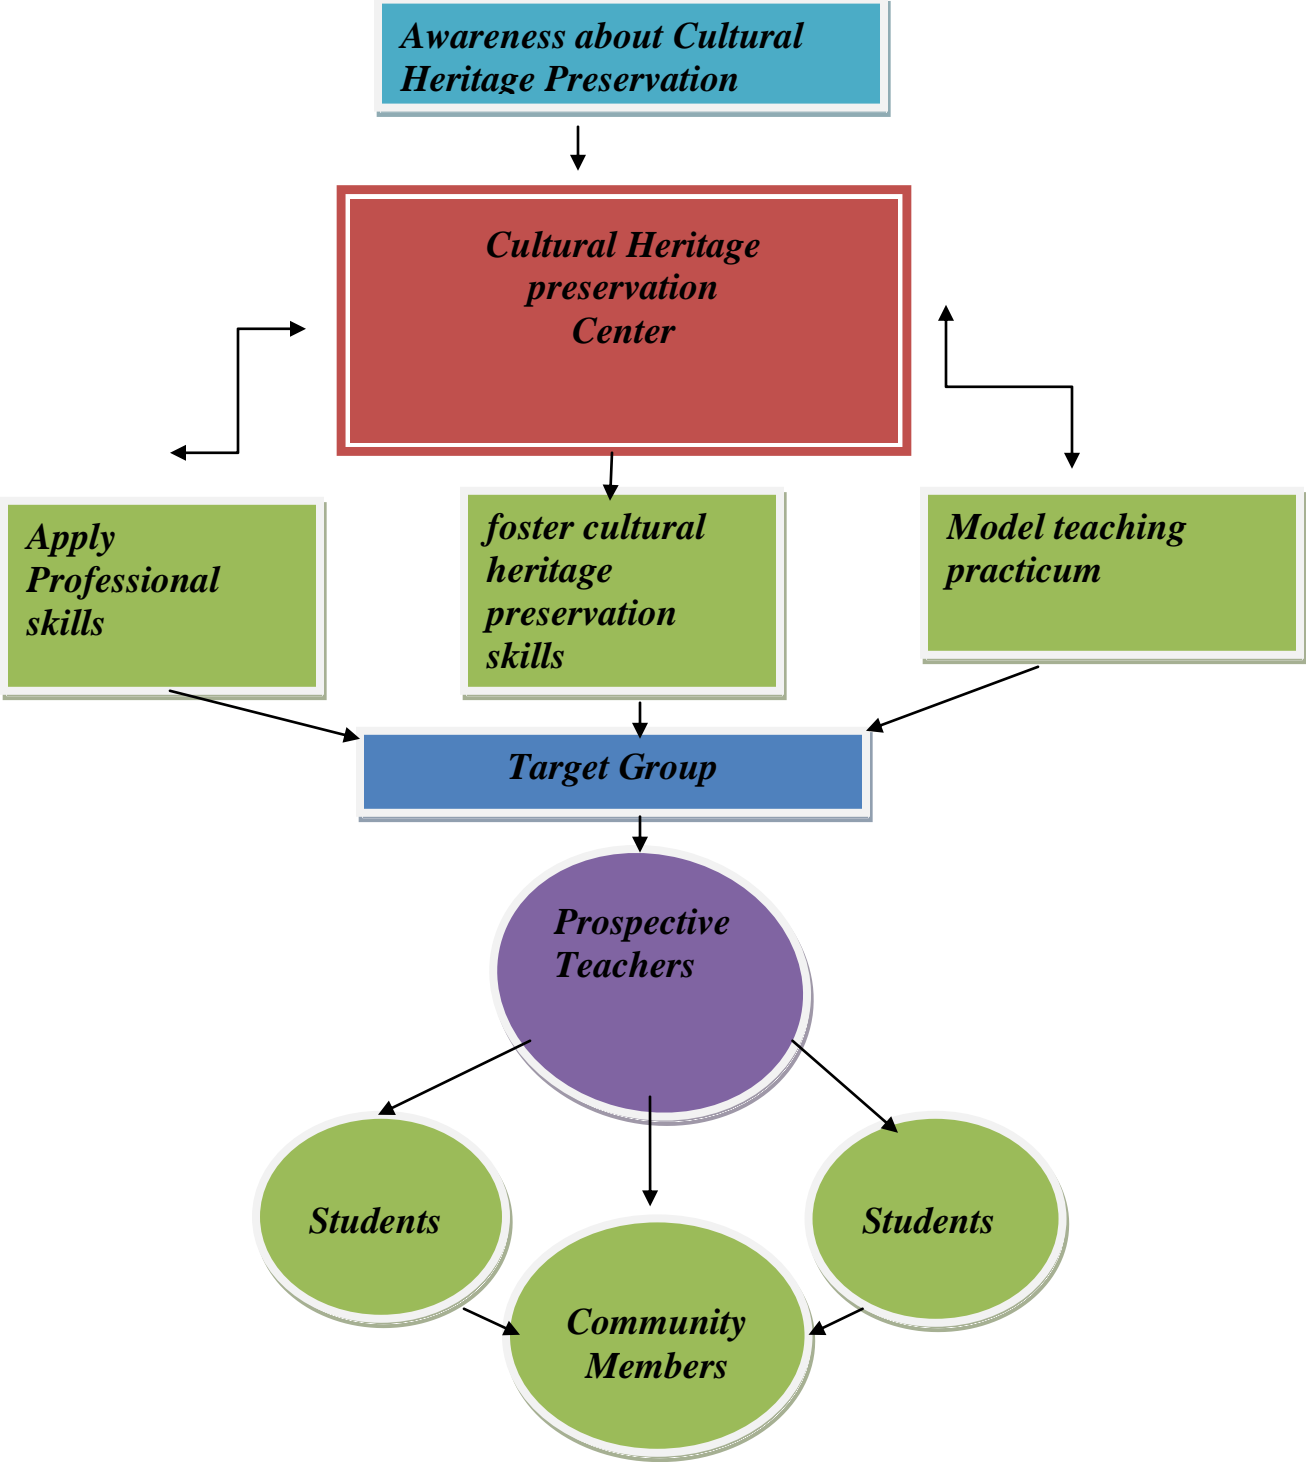 Awareness about Cultural
Heritage Preservation
Cultural Heritage
preservation
Center
Apply
Professional
skills
foster cultural
heritage
preservation
skills
Model teaching
practicum
Target Group
Prospective
Teachers
Students
Students
Community
Members